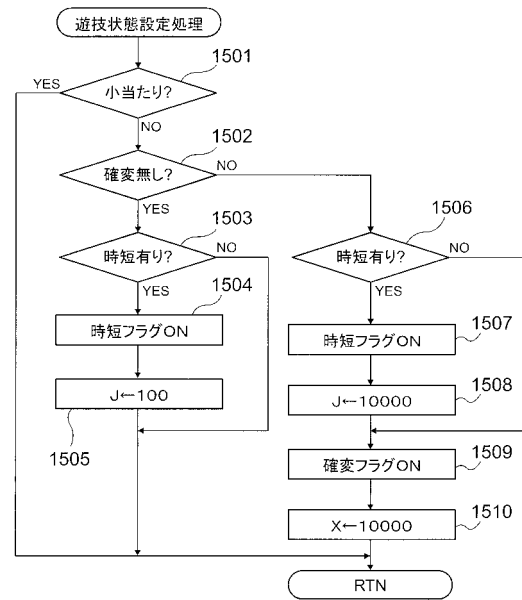 遊技状態設定処理
1501
小当たり?
YES
NO
1502
確変無し?
NO
YES
1503
時短有り?
NO
YES
1504
時短フラグON
J←100
1505
1506
時短有り?
NO
YES
1507
時短フラグON
1508
J←10000
1509
確変フラグON
1510
X←10000
RTN